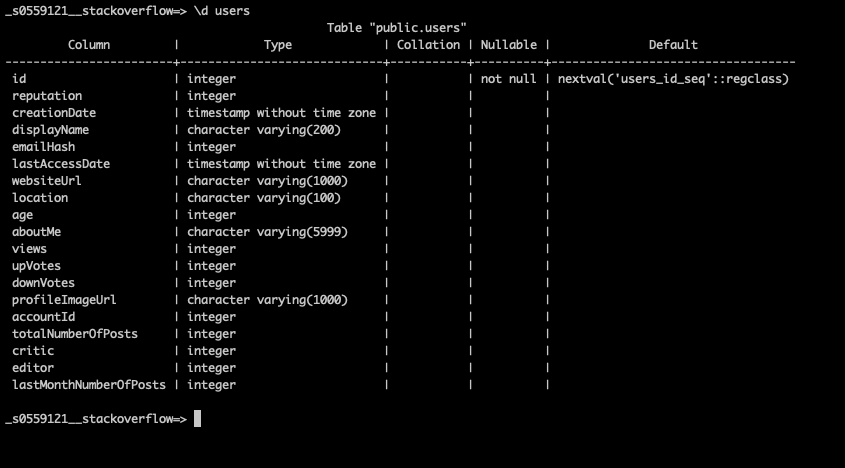 _s0559121__stackoverflow=> \d users
                                            Table "public.users"
        Column          |            Type             | Collation | Nullable |              Default
------------------------+-----------------------------+-----------+----------+-----------------------------------
 id                     | integer                     |           | not null | nextval('users_id_seq'::regclass)
 reputation             | integer                     |           |          |
 creationDate           | timestamp without time zone |           |          |
 displayName            | character varying(200)      |           |          |
 emailHash              | integer                     |           |          |
 lastAccessDate         | timestamp without time zone |           |          |
 websiteUrl             | character varying(1000)     |           |          |
 location               | character varying(100)      |           |          |
 age                    | integer                     |           |          |
 aboutMe                | character varying(5999)     |           |          |
 views                  | integer                     |           |          |
 upVotes                | integer                     |           |          |
 downVotes              | integer                     |           |          |
 profileImageUrl        | character varying(1000)     |           |          |
 accountId              | integer                     |           |          |
 totalNumberOfPosts     | integer                     |           |          |
 critic                 | integer                     |           |          |
 editor                 | integer                     |           |          |
 lastMonthNumberOfPosts | integer                     |           |          |
_s0559121__stackoverflow=>